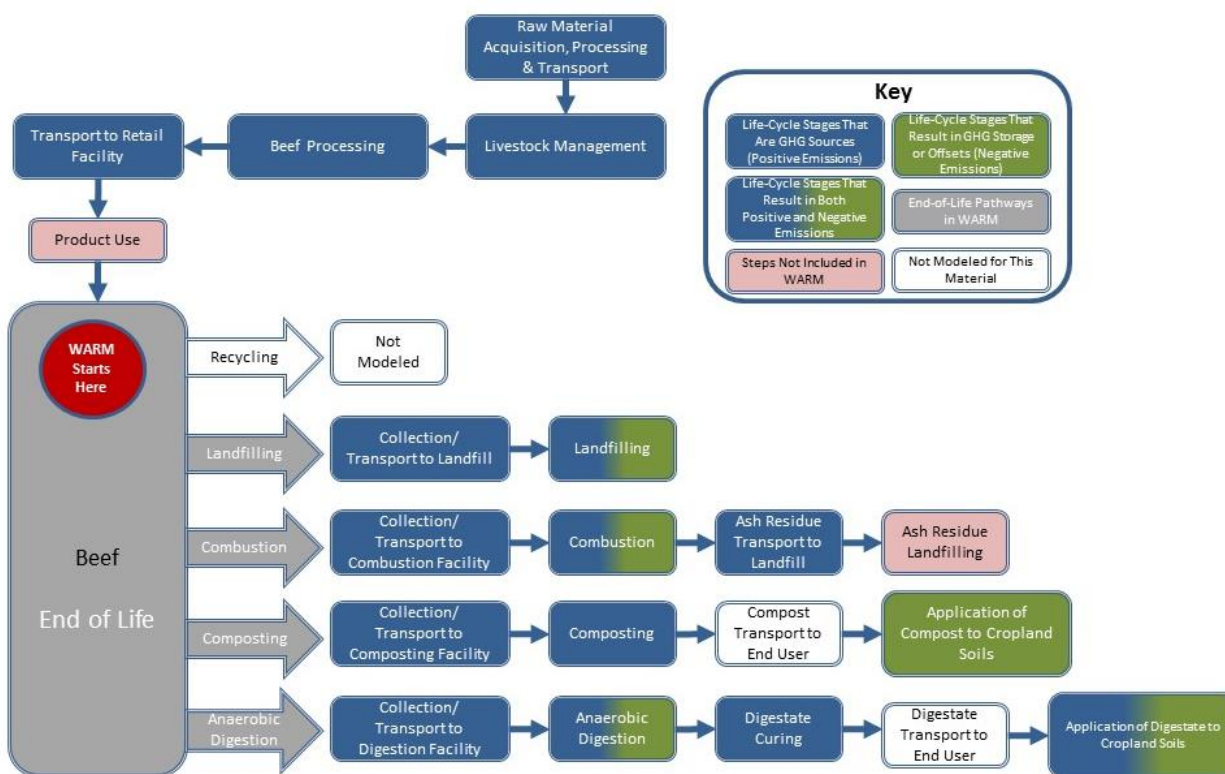 Raw Material
Acquisition, Processing
& Transport
Transport to Retail
Facility
Beef Processing
Livestock Management
Product Use
Key
Life-Cycle Stages That
Are GHG Sources
(Positive Emissions)
Life-Cycle Stages That
Result in GHG Storage
or Offsets (Negative
Emissions)
Life-Cycle Stages That
Result in Both
Positive and Negative
Emissions
End-of-Life Pathways
in WARM
Steps Not Included in
WARM
Not Modeled for This
Material
WARM
Starts
Here
Beef
End of Life
Recycling
Not
Modeled
Landfilling
Collection/
Transport to Landfill
Landfilling
Combustion
Collection/
Transport to
Combustion Facility
Combustion
Ash Residue
Transport to
Landfill
Ash Residue
Landfilling
Composting
Collection/
Transport to
Composting Facility
Composting
Compost
Transport to
End User
Application of
Compost to Cropland
Soils
Anaerobic
Digestion
Collection/
Transport to
Digestion Facility
Anaerobic
Digestion
Digestate
Curing
Digestate
Transport to
End User
Application of Digestate to
Cropland Soils